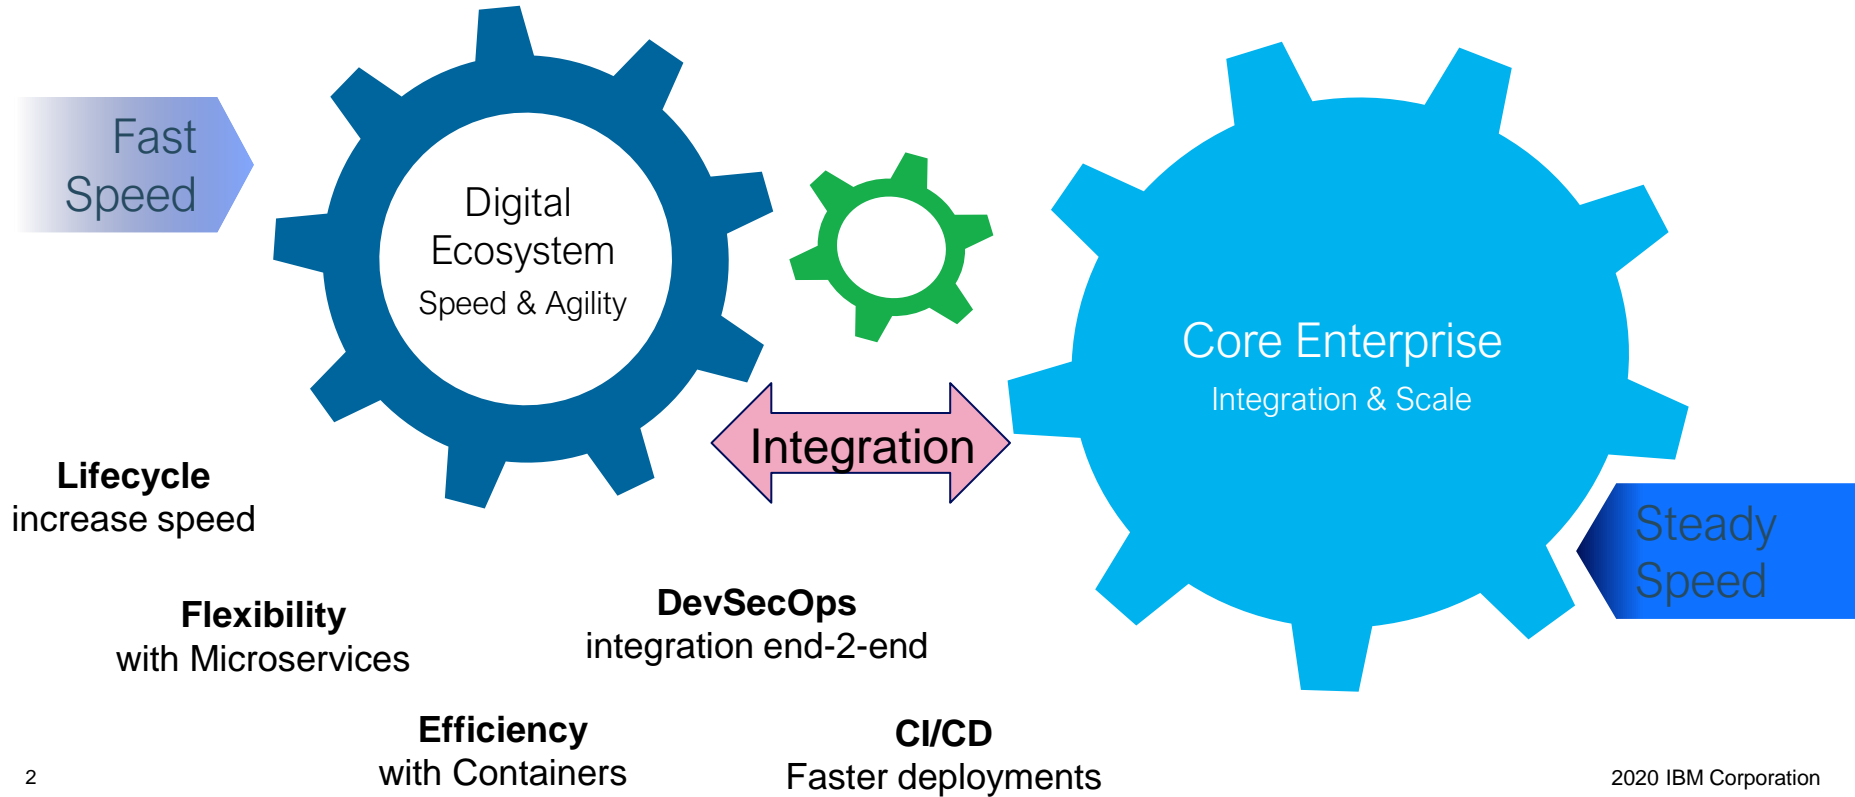 Fast
Speed
Digital
Ecosystem
Speed & Agility
Core Enterprise
Integration & Scale
Integration
Steady
Speed
Lifecycle
increase speed
Flexibility
with Microservices
DevSecOps
integration end-2-end
Efficiency
with Containers
CI/CD
Faster deployments
2
2020 IBM Corporation